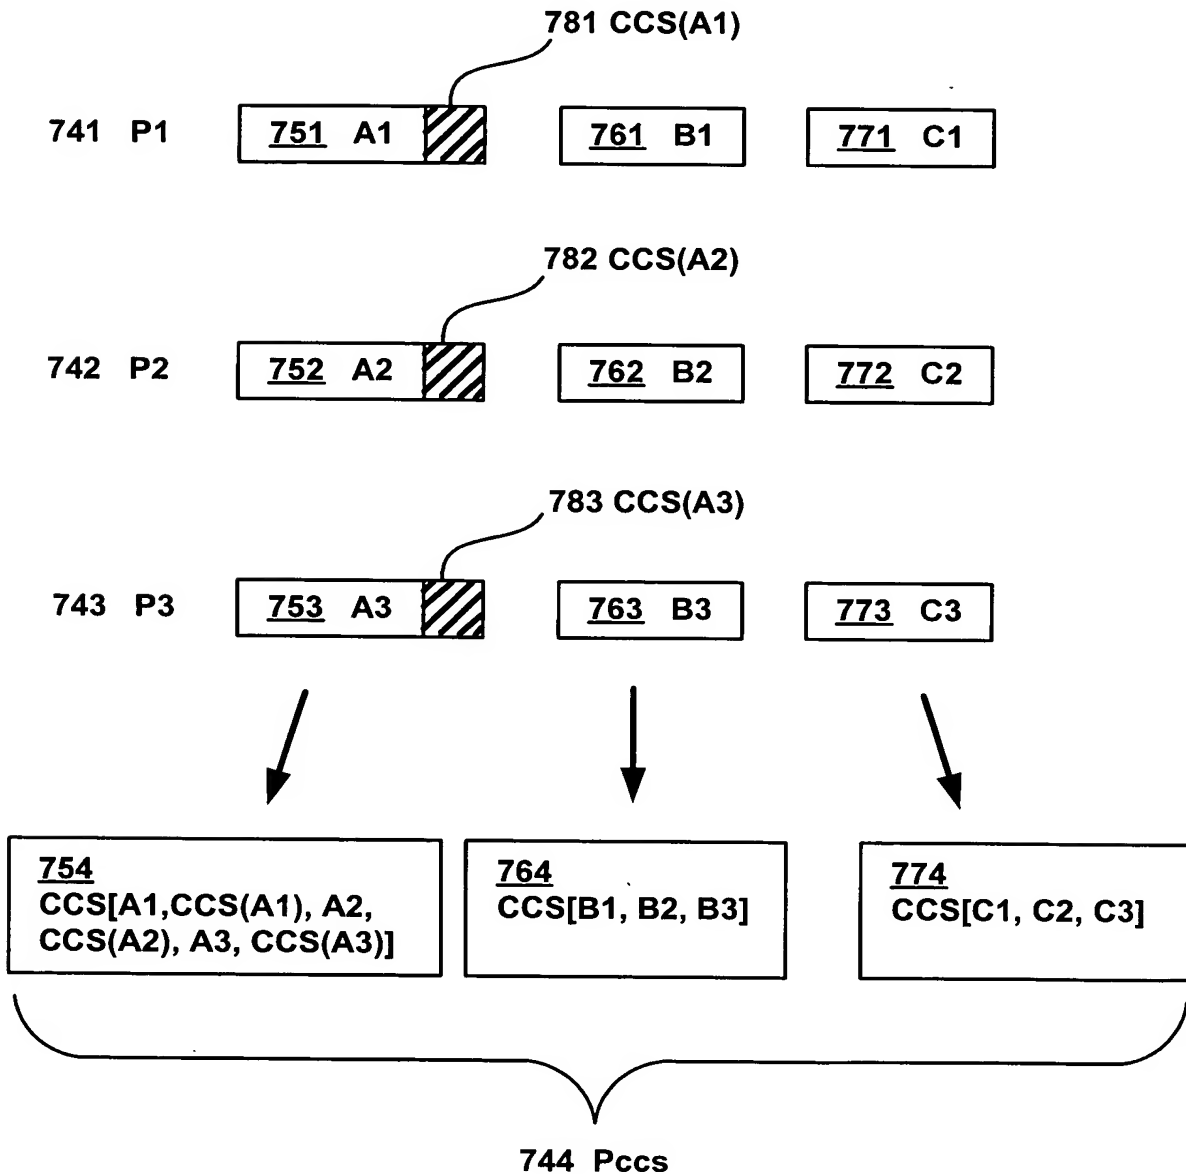 781 CCS(A1)
741 P1 751 A1 761 B1 771 C1
782 CCS(A2)
742 P2 752 A2 762 B2 772 C2
783 CCS(A3)
743 P3 753 A3 763 B3 773 C3
754
CCS[A1,CCS(A1), A2,
CCS(A2), A3, CCS(A3)]
764
CCS[B1, B2, B3]
774
CCS[C1, C2, C3]
744 Pccs